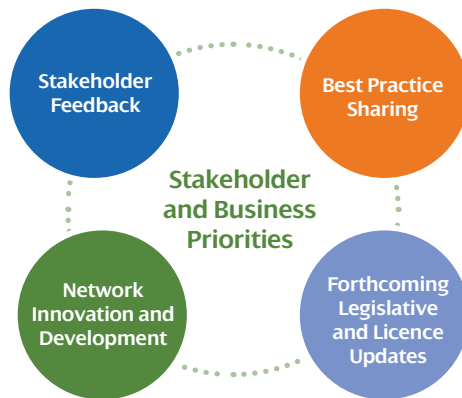 Stakeholder
Feedback
Best Practice
Sharing
Stakeholder
and Business
Priorities
Network
Innovation and
Development
Forthcoming
Legislative
and Licence
Updates